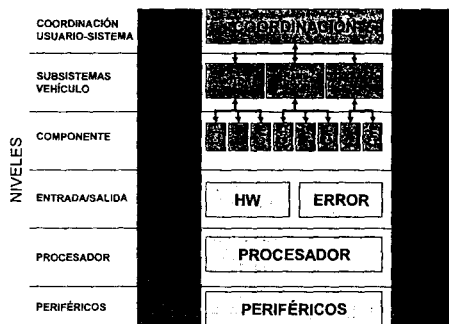 COORDINACIÓN
USUARIO-SISTEMA
COORDINACIÓN
SUBSISTEMAS
VEHÍCULO
COMPONENTE
NIVELES
ENTRADA/SALIDA
HW
ERROR
PROCESADOR
PROCESADOR
PERIFÉRICOS
PERIFÉRICOS